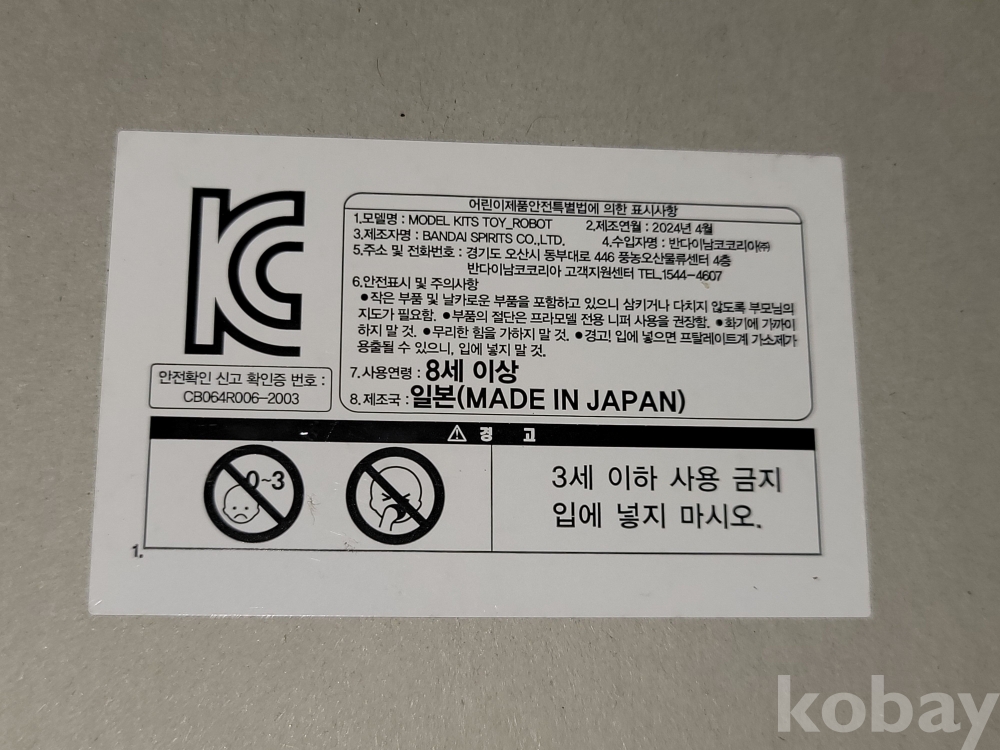 KC
어린이제품안전특별법에 의한 표시사항
1.모델명 : MODEL KITS TOY_ROBOT 2.제조연월 : 2024년 4월
3.제조자명 : BANDAI SPIRITS CO.,LTD. 4.수입자명 : 반다이남코코리아㈜
5.주소 및 전화번호 : 경기도 오산시 동부대로 446 풍농오산물류센터 4층
반다이남코코리아 고객지원센터 TEL.1544-4607
6.안전표시 및 주의사항
●작은 부품 및 날카로운 부품을 포함하고 있으니 삼키거나 다치지 않도록 부모님의
지도가 필요함. ●부품의 절단은 프라모델 전용 니퍼 사용을 권장함. ●화기에 가까이
하지 말 것. ●무리한 힘을 가하지 말 것. ●경고! 입에 넣으면 프탈레이트계 가소제가
용출될 수 있으니, 입에 넣지 말 것.
7.사용연령 : 8세 이상
8.제조국 : 일본(MADE IN JAPAN)
안전확인 신고 확인증 번호 :
CB064R006-2003
⚠ 경 고
0~3
3세 이하 사용 금지
입에 넣지 마시오.
1.
kobay